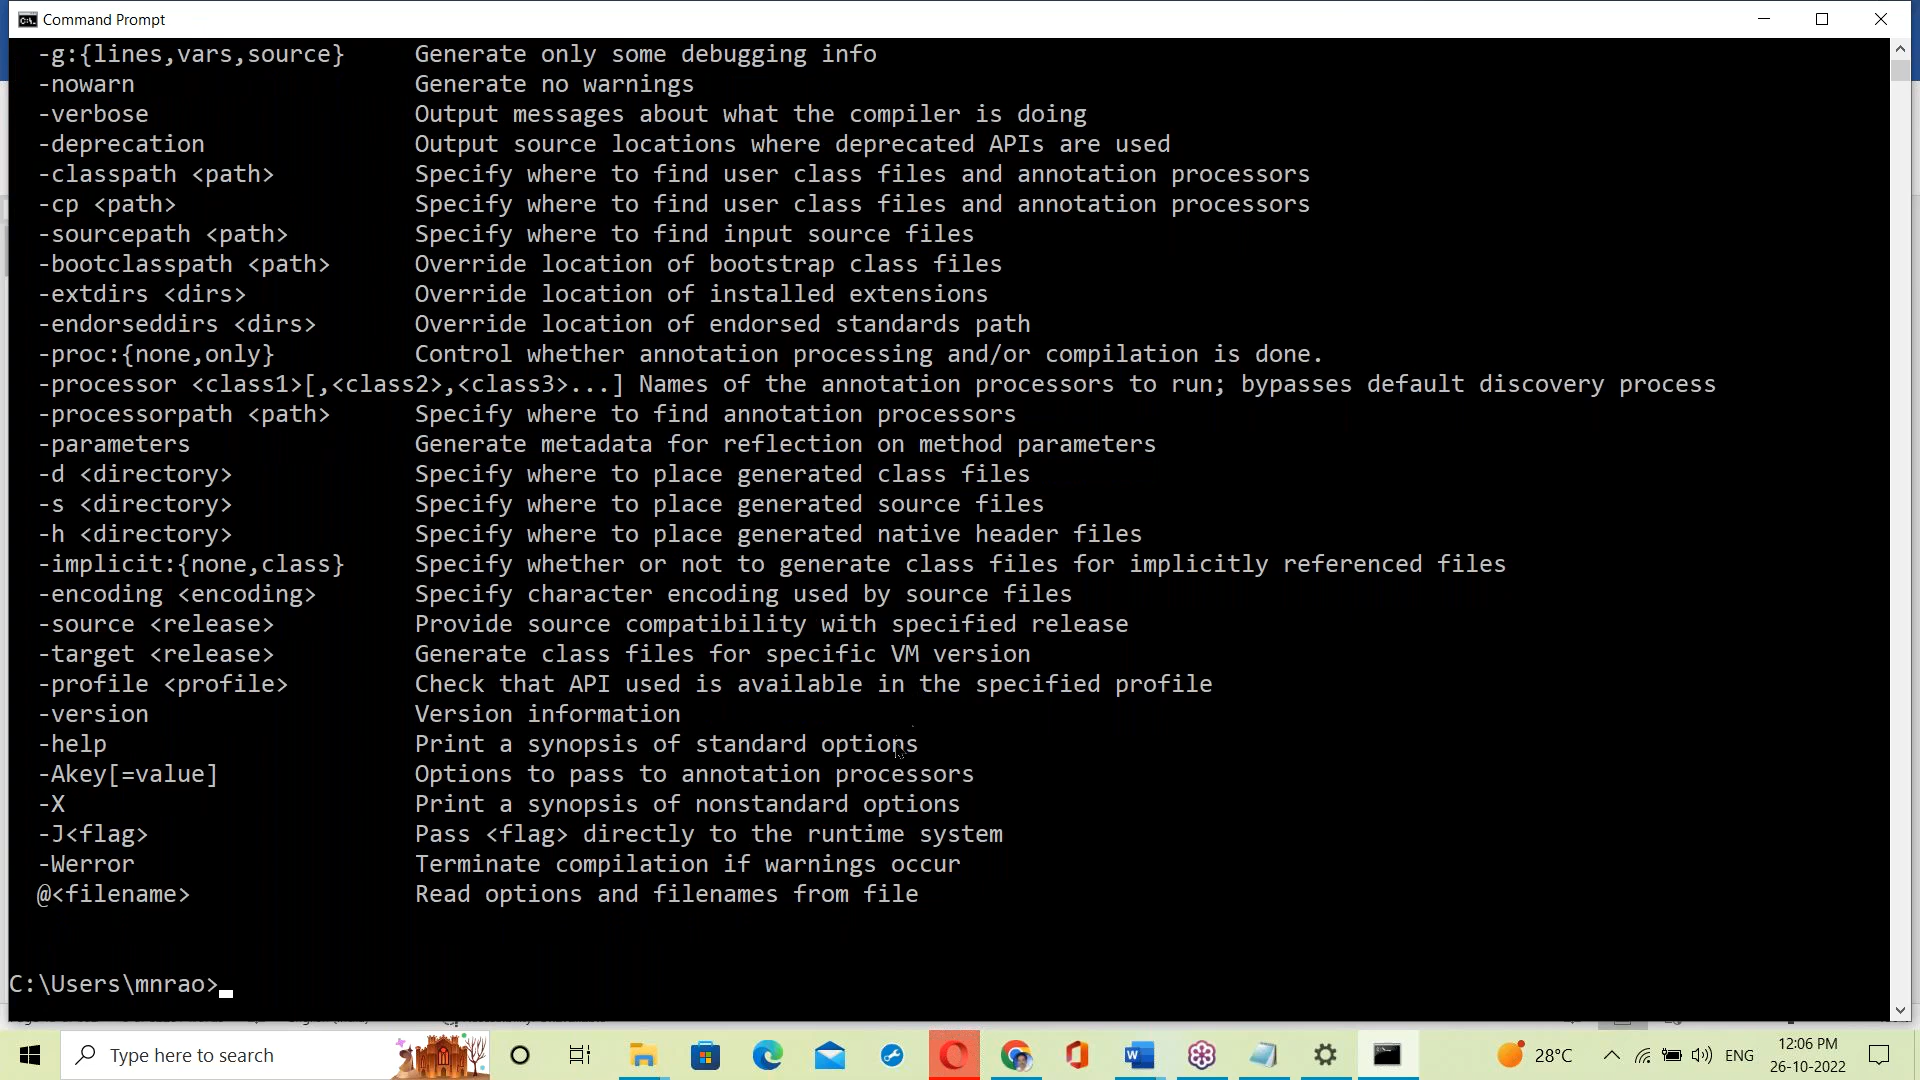 Command Prompt
-g:{lines,vars,source} Generate only some debugging info
-nowarn Generate no warnings
-verbose Output messages about what the compiler is doing
-deprecation Output source locations where deprecated APIs are used
-classpath <path> Specify where to find user class files and annotation processors
-cp <path> Specify where to find user class files and annotation processors
-sourcepath <path> Specify where to find input source files
-bootclasspath <path> Override location of bootstrap class files
-extdirs <dirs> Override location of installed extensions
-endorseddirs <dirs> Override location of endorsed standards path
-proc:{none,only} Control whether annotation processing and/or compilation is done.
-processor <class1>[,<class2>,<class3>...] Names of the annotation processors to run; bypasses default discovery process
-processorpath <path> Specify where to find annotation processors
-parameters Generate metadata for reflection on method parameters
-d <directory> Specify where to place generated class files
-s <directory> Specify where to place generated source files
-h <directory> Specify where to place generated native header files
-implicit:{none,class} Specify whether or not to generate class files for implicitly referenced files
-encoding <encoding> Specify character encoding used by source files
-source <release> Provide source compatibility with specified release
-target <release> Generate class files for specific VM version
-profile <profile> Check that API used is available in the specified profile
-version Version information
-help Print a synopsis of standard options
-Akey[=value] Options to pass to annotation processors
-X Print a synopsis of nonstandard options
-J<flag> Pass <flag> directly to the runtime system
-Werror Terminate compilation if warnings occur
@<filename> Read options and filenames from file
C:\Users\mnrao>
Type here to search
28°C
ENG
12:06 PM
26-10-2022